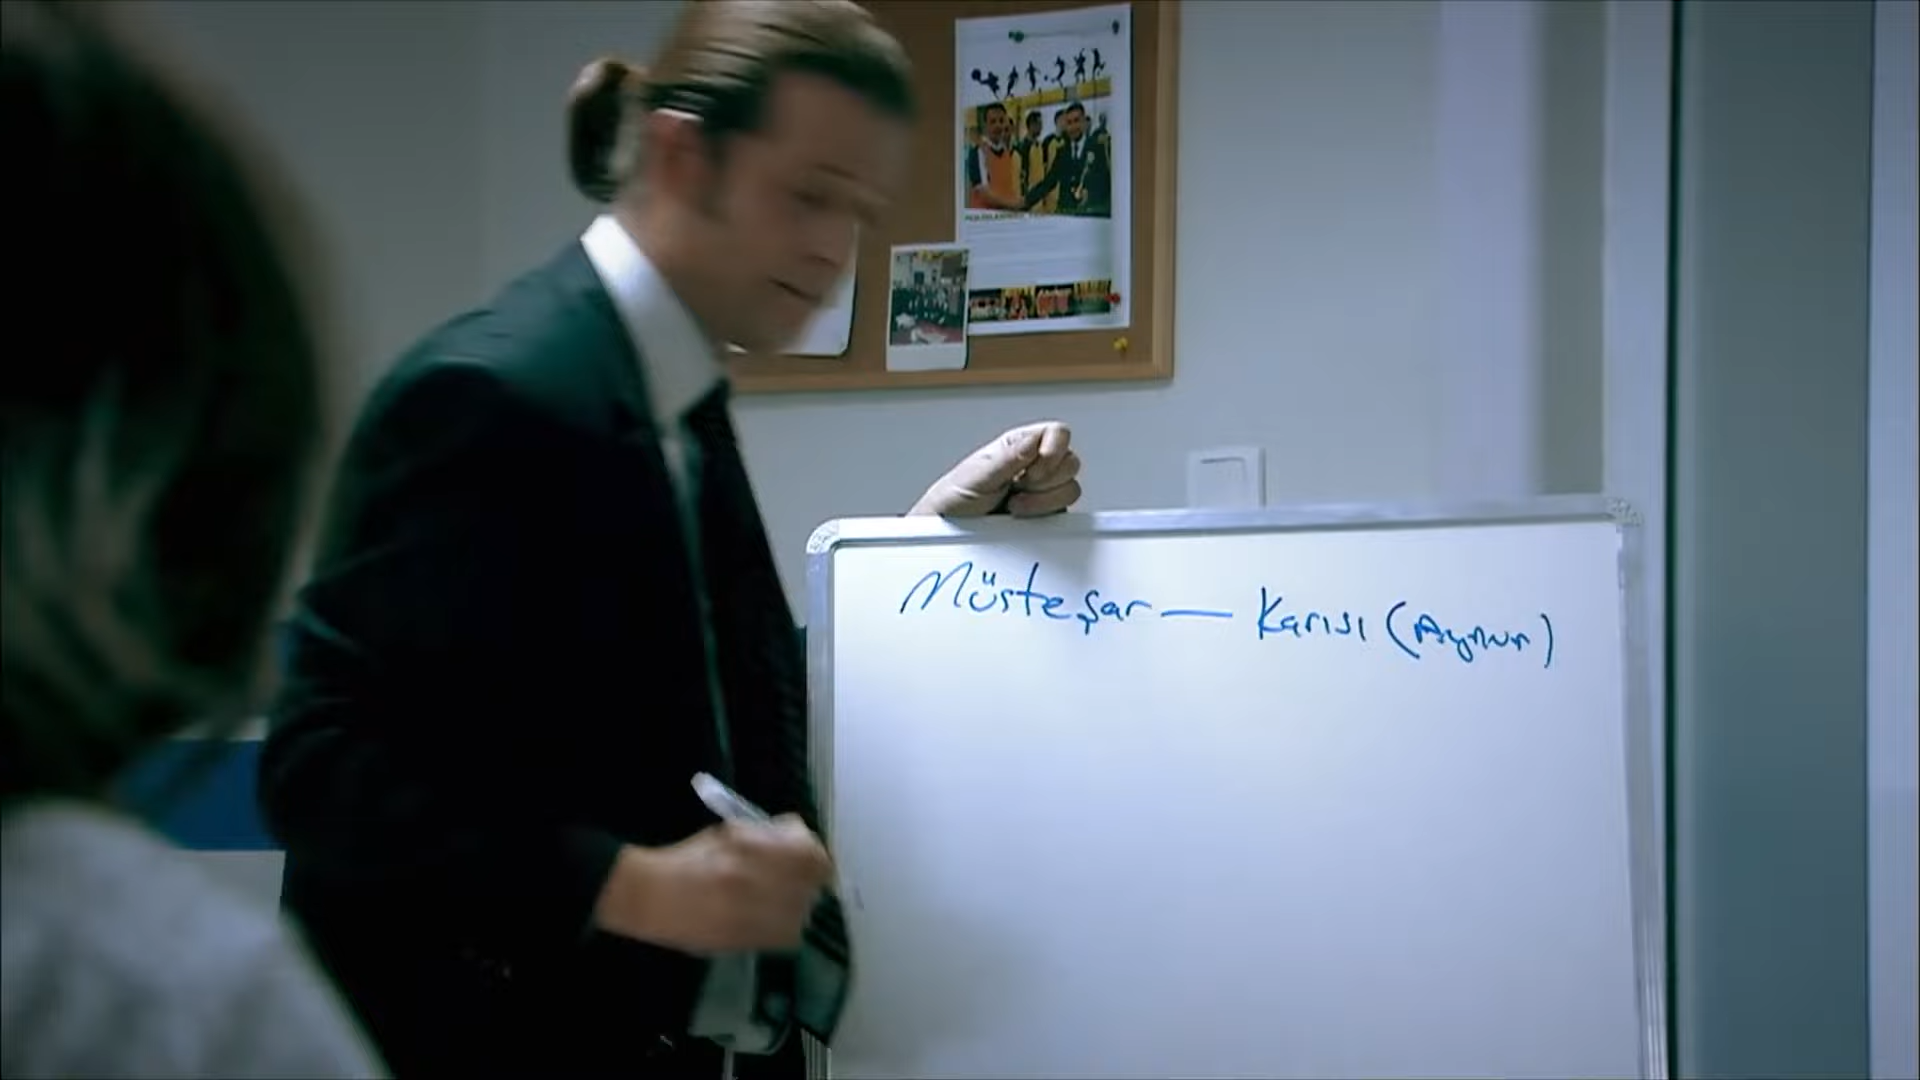 Müsteşar — Karısı (Aynur)